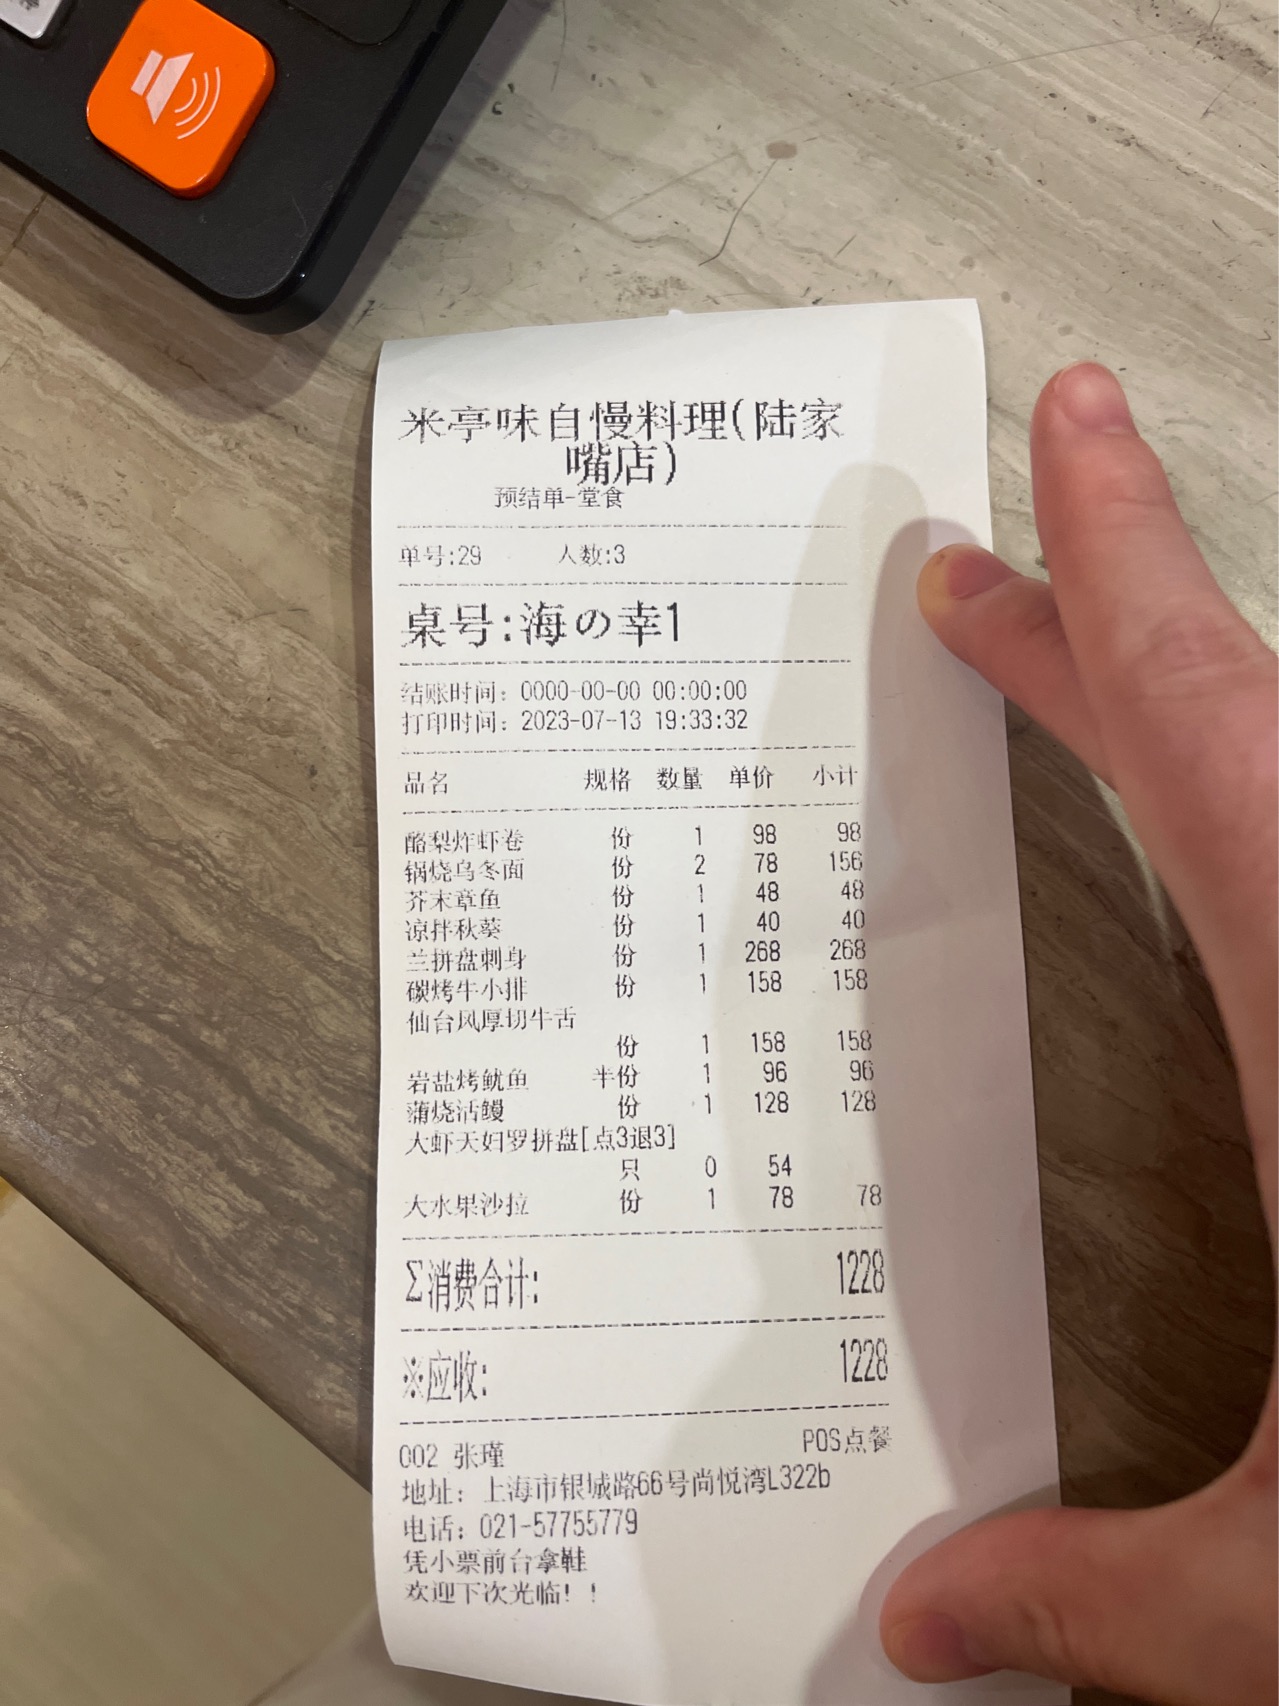 米亭味自慢料理(陆家
嘴店)
预结单-堂食
单号:29 人数:3
桌号:海の幸1
结账时间: 0000-00-00 00:00:00
打印时间: 2023-07-13 19:33:32
品名 规格 数量 单价 小计
酪梨炸虾卷 份 1 98 98
锅烧乌冬面 份 2 78 156
芥末章鱼 份 1 48 48
凉拌秋葵 份 1 40 40
兰拼盘刺身 份 1 268 268
碳烤牛小排 份 1 158 158
仙台风厚切牛舌
份 1 158 158
岩盐烤鱿鱼 半份 1 96 96
蒲烧活鳗 份 1 128 128
大虾天妇罗拼盘[点3退3]
只 0 54
大水果沙拉 份 1 78 78
Σ消费合计: 1228
※应收: 1228
002 张瑾 POS点餐
地址: 上海市银城路66号尚悦湾L322b
电话: 021-57755779
凭小票前台拿鞋
欢迎下次光临!!